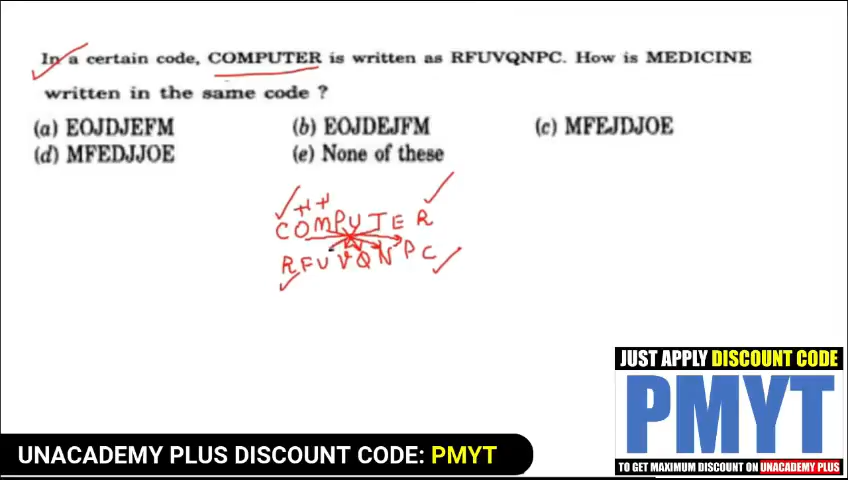 In a certain code, COMPUTER is written as RFUVQNPC. How is MEDICINE
written in the same code ?
(a) EOJDJEFM (b) EOJDEJFM (c) MFEJDJOE
(d) MFEDJJOE (e) None of these
+1 +1
COMPUTER
RFUVQNPC
JUST APPLY DISCOUNT CODE
PMYT
TO GET MAXIMUM DISCOUNT ON UNACADEMY PLUS
UNACADEMY PLUS DISCOUNT CODE: PMYT